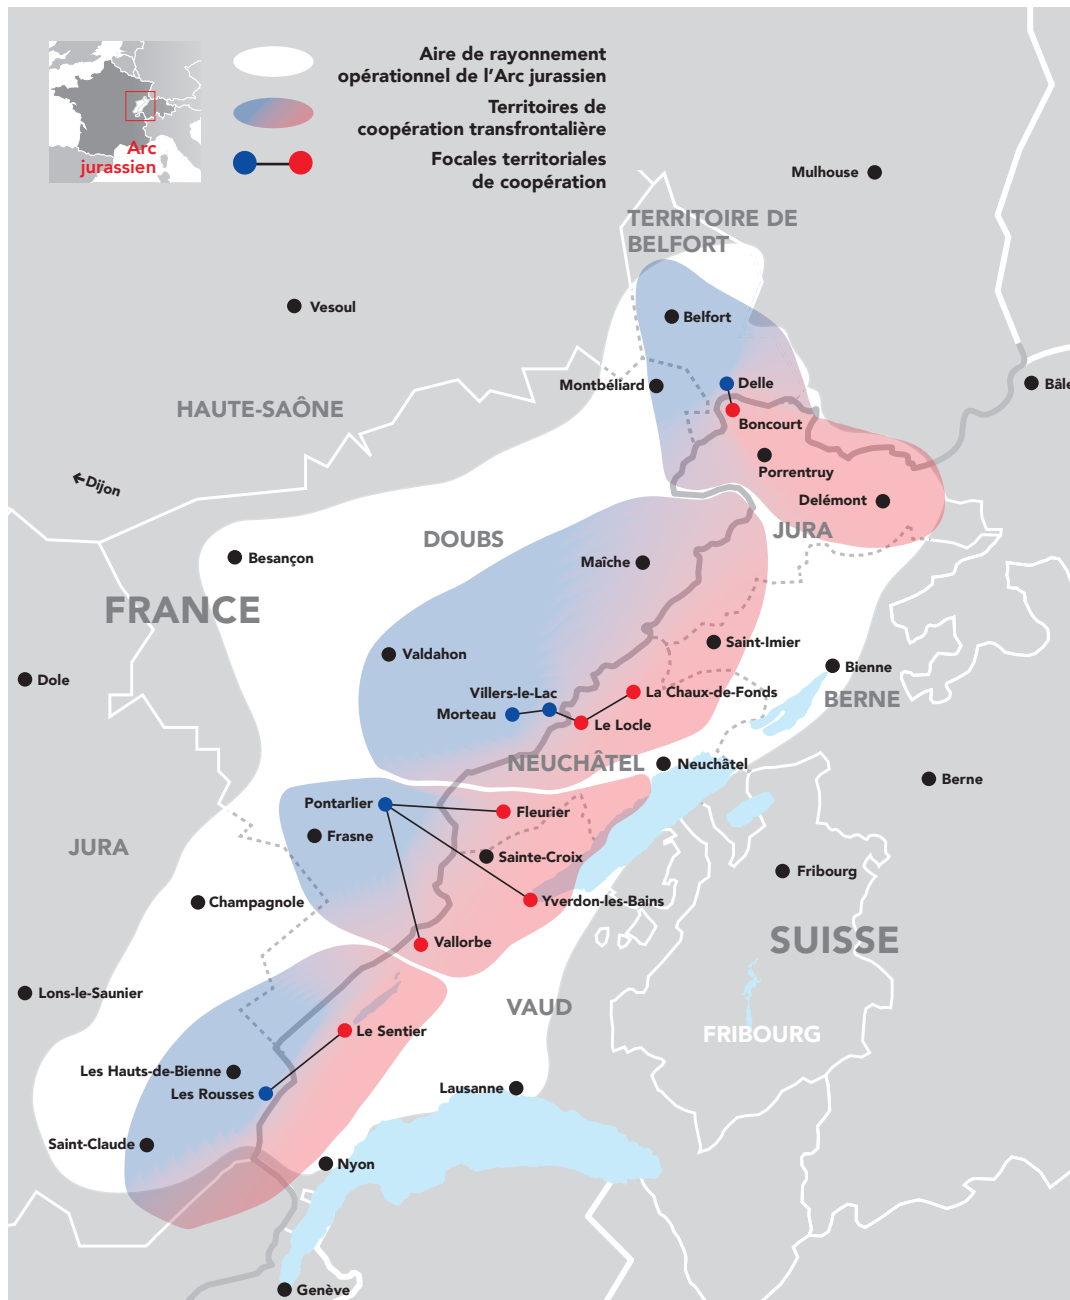 Aire de rayonnement
opérationnel de l’Arc jurassien
Territoires de
coopération transfrontalière
Arc
jurassien
Focales territoriales
de coopération
Mulhouse
TERRITOIRE DE
BELFORT
Vesoul
Belfort
Montbéliard
Delle
Bâle
HAUTE-SAÔNE
Boncourt
Porrentruy
←Dijon
Delémont
JURA
DOUBS
Besançon
Maîche
FRANCE
Saint-Imier
Valdahon
Bienne
Dole
Villers-le-Lac
La Chaux-de-Fonds
BERNE
Morteau
Le Locle
NEUCHÂTEL
Neuchâtel
Berne
Pontarlier
Fleurier
Frasne
JURA
Sainte-Croix
Fribourg
Champagnole
Yverdon-les-Bains
SUISSE
Vallorbe
Lons-le-Saunier
VAUD
Le Sentier
FRIBOURG
Les Hauts-de-Bienne
Les Rousses
Lausanne
Saint-Claude
Nyon
Genève